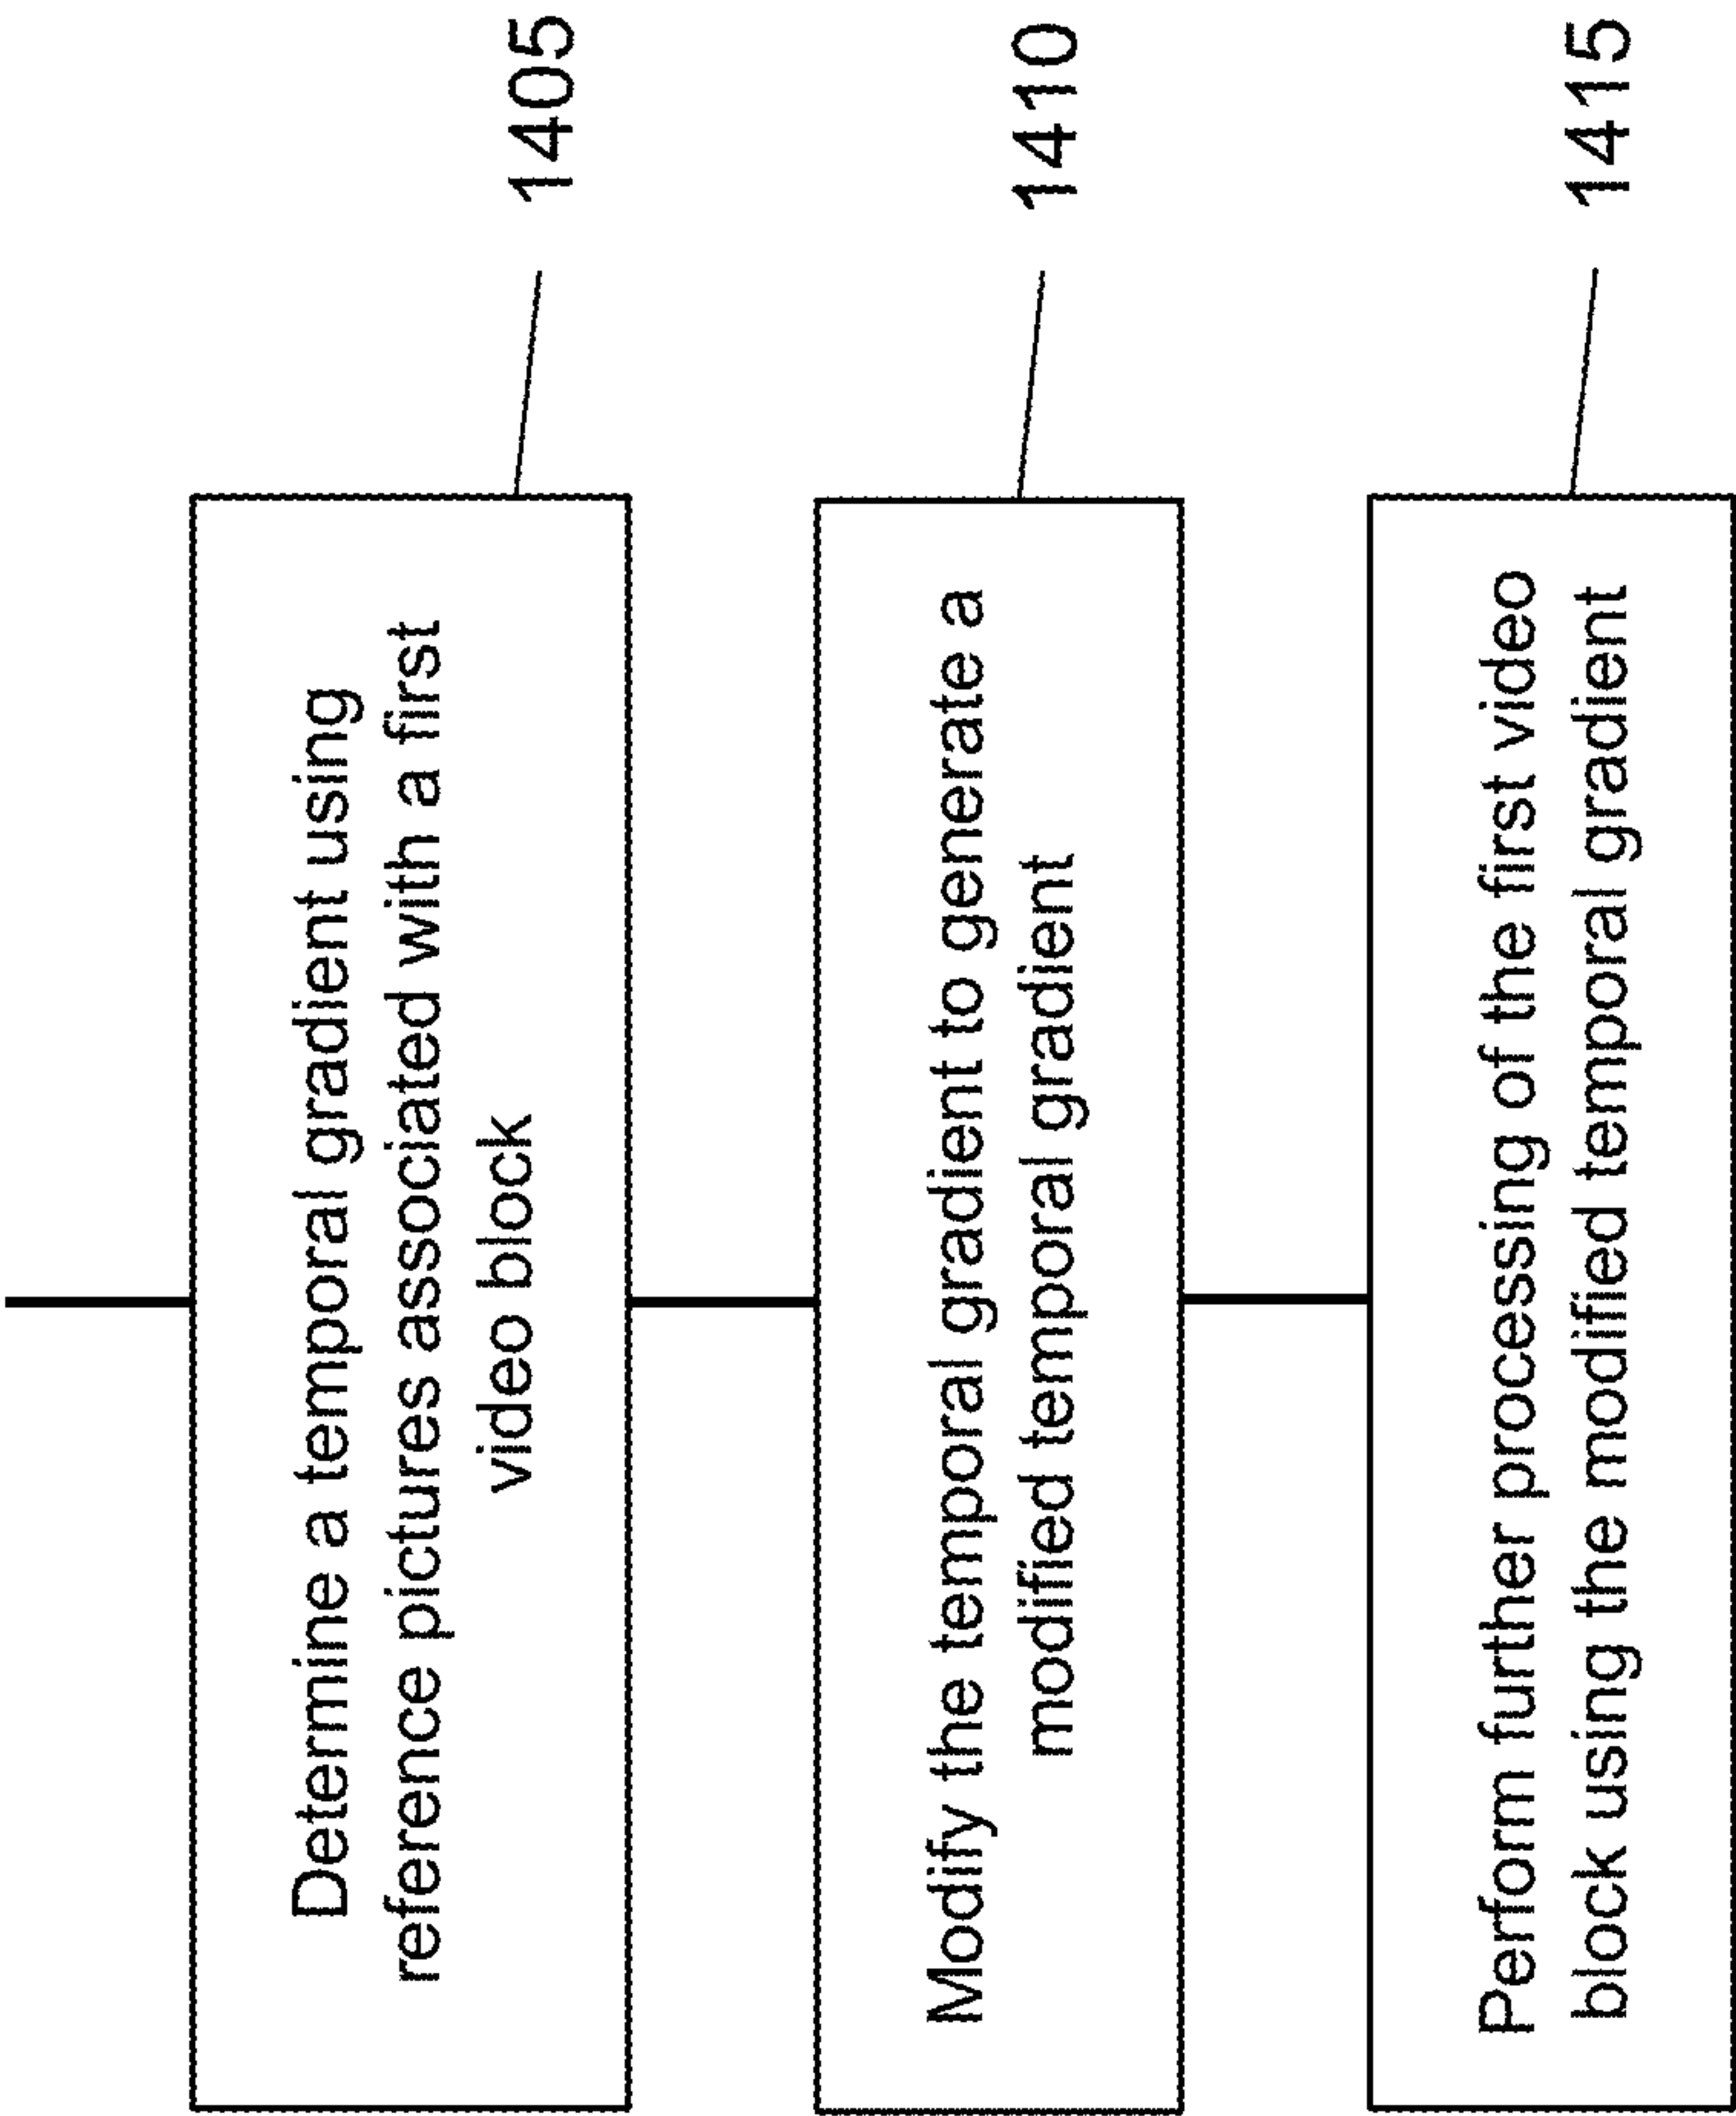 Determine a temporal gradient using
reference pictures associated with a first
video block
1405
Modify the temporal gradient to generate a
modified temporal gradient
1410
Perform further processing of the first video
block using the modified temporal gradient
1415